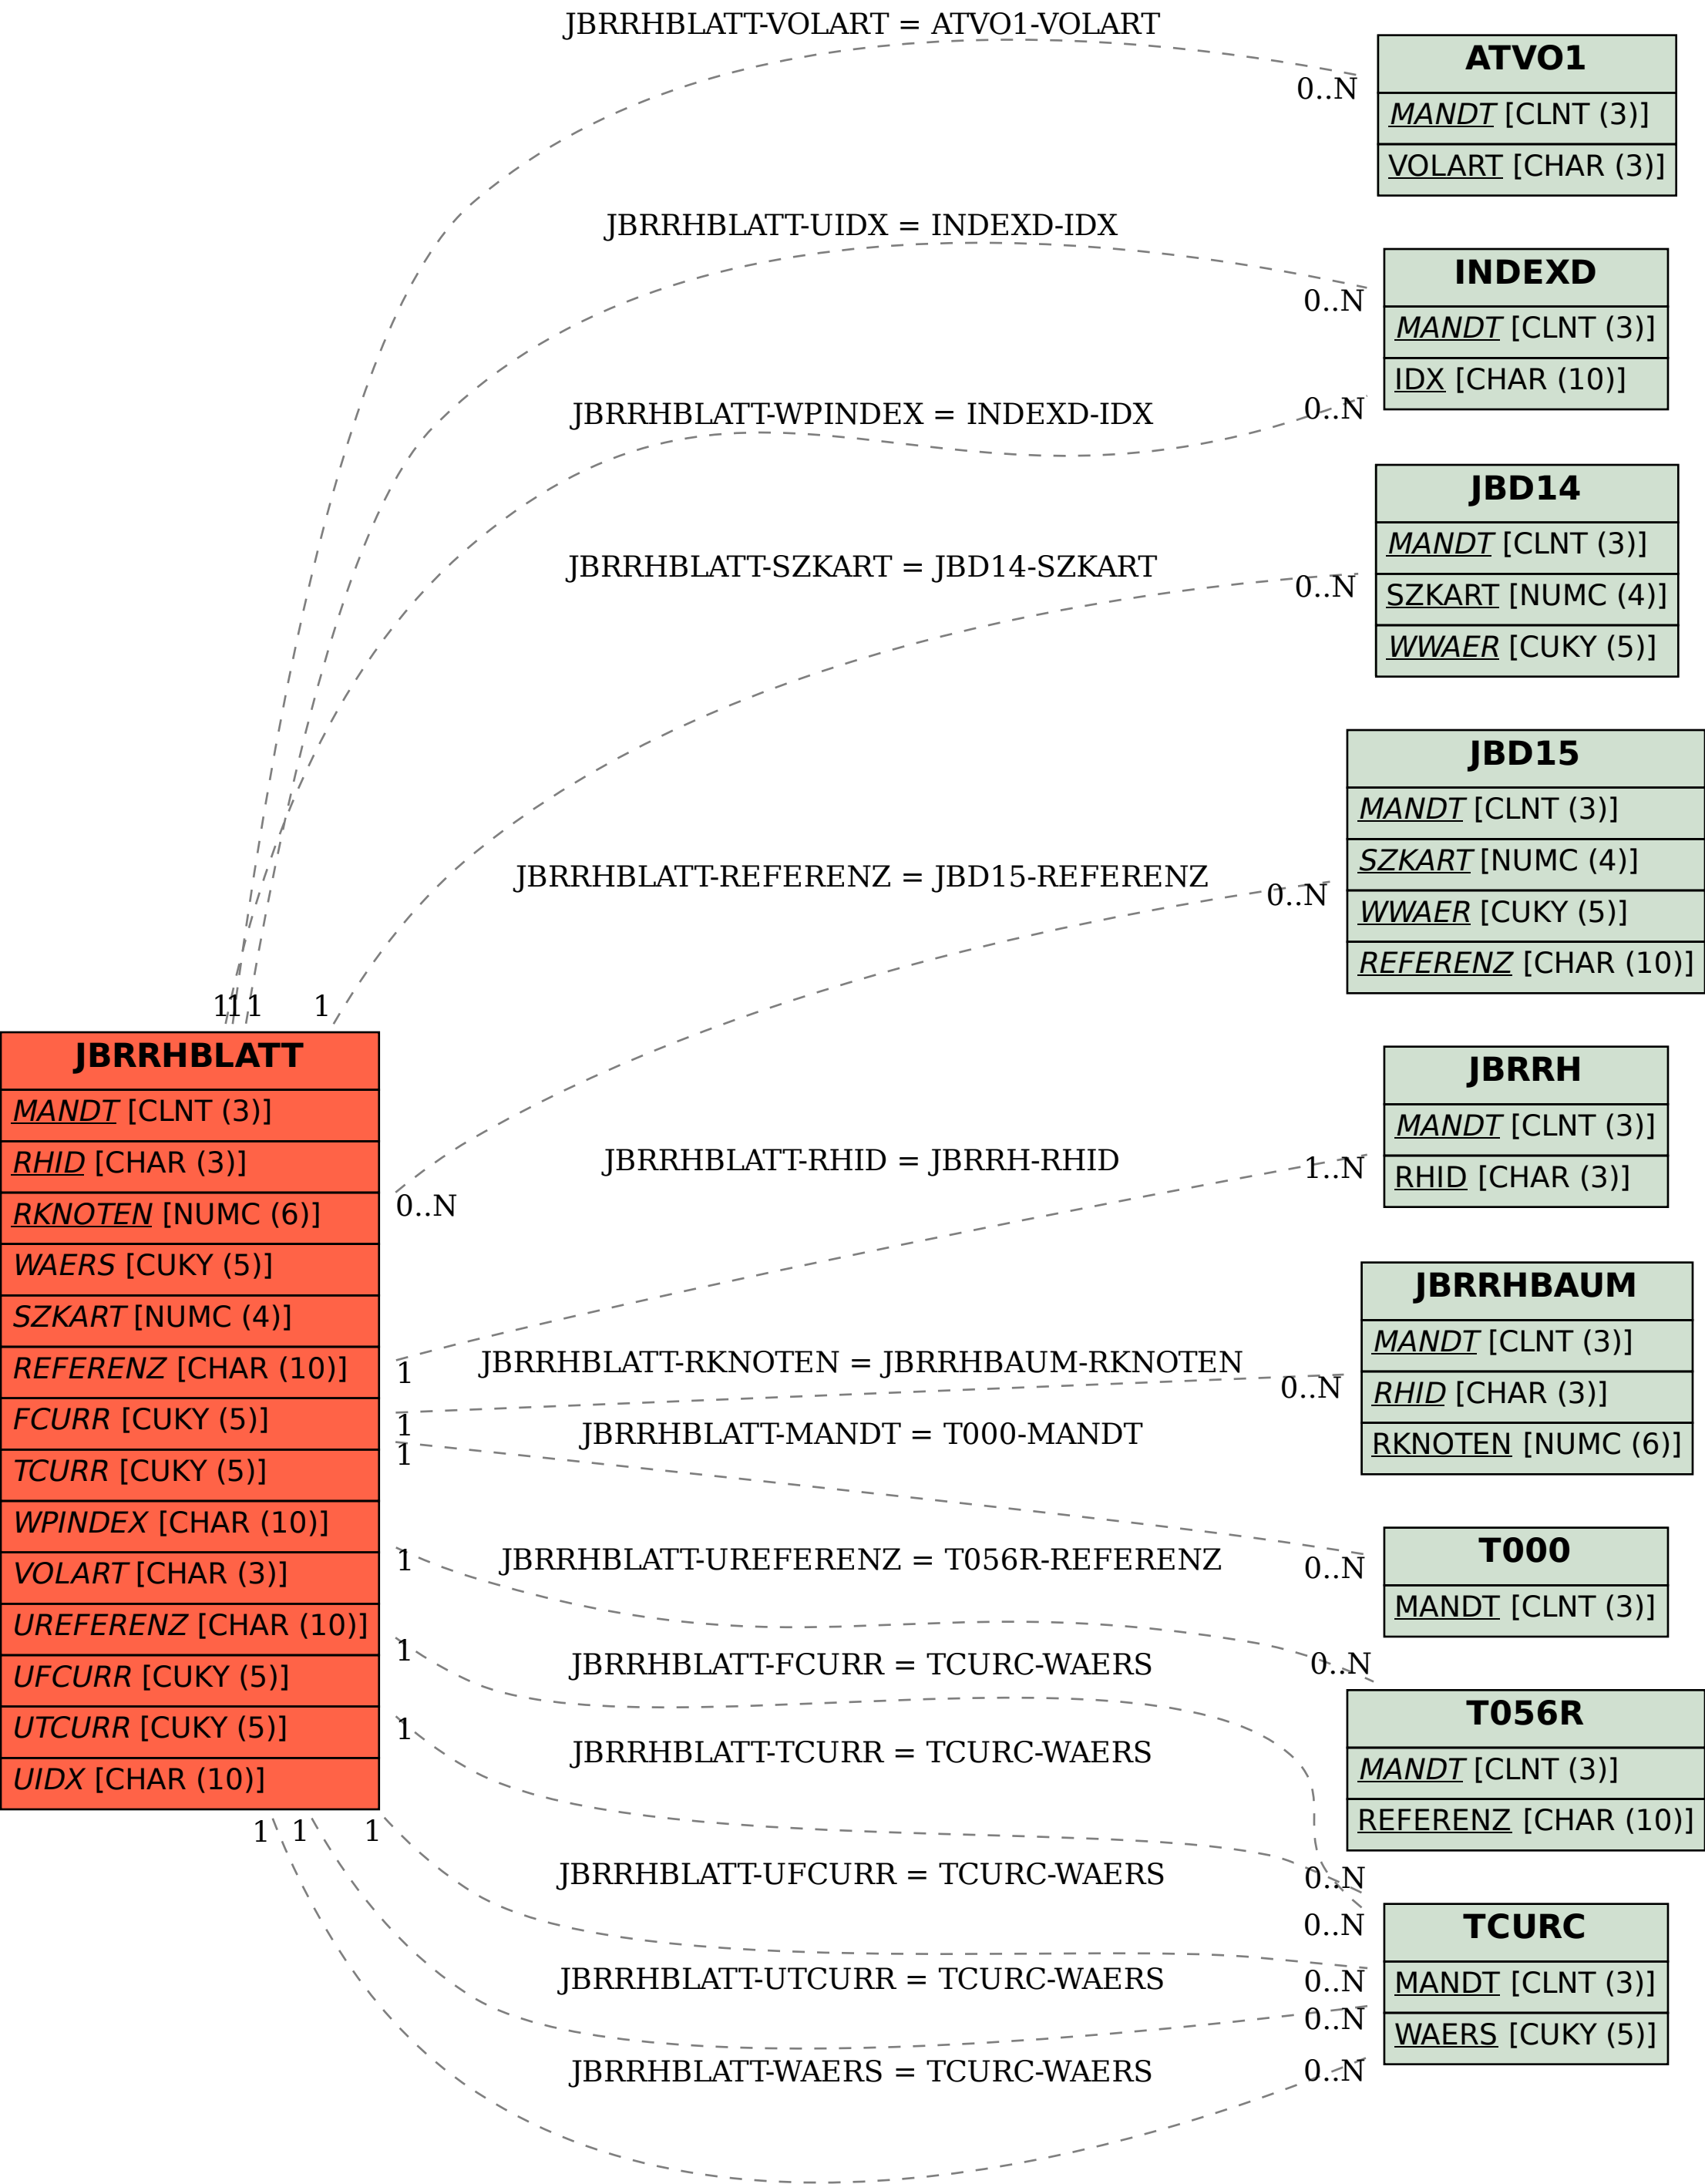 JBRRHBLATT-VOLART = ATVO1-VOLART
0..N
ATVO1
MANDT [CLNT (3)]
VOLART [CHAR (3)]
JBRRHBLATT-UIDX = INDEXD-IDX
0..N
INDEXD
MANDT [CLNT (3)]
IDX [CHAR (10)]
JBRRHBLATT-WPINDEX = INDEXD-IDX
0..N
JBD14
MANDT [CLNT (3)]
SZKART [NUMC (4)]
WWAER [CUKY (5)]
JBRRHBLATT-SZKART = JBD14-SZKART
0..N
JBD15
MANDT [CLNT (3)]
SZKART [NUMC (4)]
WWAER [CUKY (5)]
REFERENZ [CHAR (10)]
JBRRHBLATT-REFERENZ = JBD15-REFERENZ
0..N
1
1
1
1
JBRRHBLATT
MANDT [CLNT (3)]
RHID [CHAR (3)]
RKNOTEN [NUMC (6)]
WAERS [CUKY (5)]
SZKART [NUMC (4)]
REFERENZ [CHAR (10)]
FCURR [CUKY (5)]
TCURR [CUKY (5)]
WPINDEX [CHAR (10)]
VOLART [CHAR (3)]
UREFERENZ [CHAR (10)]
UFCURR [CUKY (5)]
UTCURR [CUKY (5)]
UIDX [CHAR (10)]
0..N
JBRRHBLATT-RHID = JBRRH-RHID
1..N
1
JBRRH
MANDT [CLNT (3)]
RHID [CHAR (3)]
JBRRHBLATT-RKNOTEN = JBRRHBAUM-RKNOTEN
0..N
1
JBRRHBAUM
MANDT [CLNT (3)]
RHID [CHAR (3)]
RKNOTEN [NUMC (6)]
JBRRHBLATT-MANDT = T000-MANDT
1
0..N
T000
MANDT [CLNT (3)]
JBRRHBLATT-UREFERENZ = T056R-REFERENZ
1
0..N
T056R
MANDT [CLNT (3)]
REFERENZ [CHAR (10)]
JBRRHBLATT-FCURR = TCURC-WAERS
1
JBRRHBLATT-TCURR = TCURC-WAERS
1
0..N
0..N
JBRRHBLATT-UFCURR = TCURC-WAERS
1
1
1
0..N
JBRRHBLATT-UTCURR = TCURC-WAERS
0..N
JBRRHBLATT-WAERS = TCURC-WAERS
0..N
TCURC
MANDT [CLNT (3)]
WAERS [CUKY (5)]